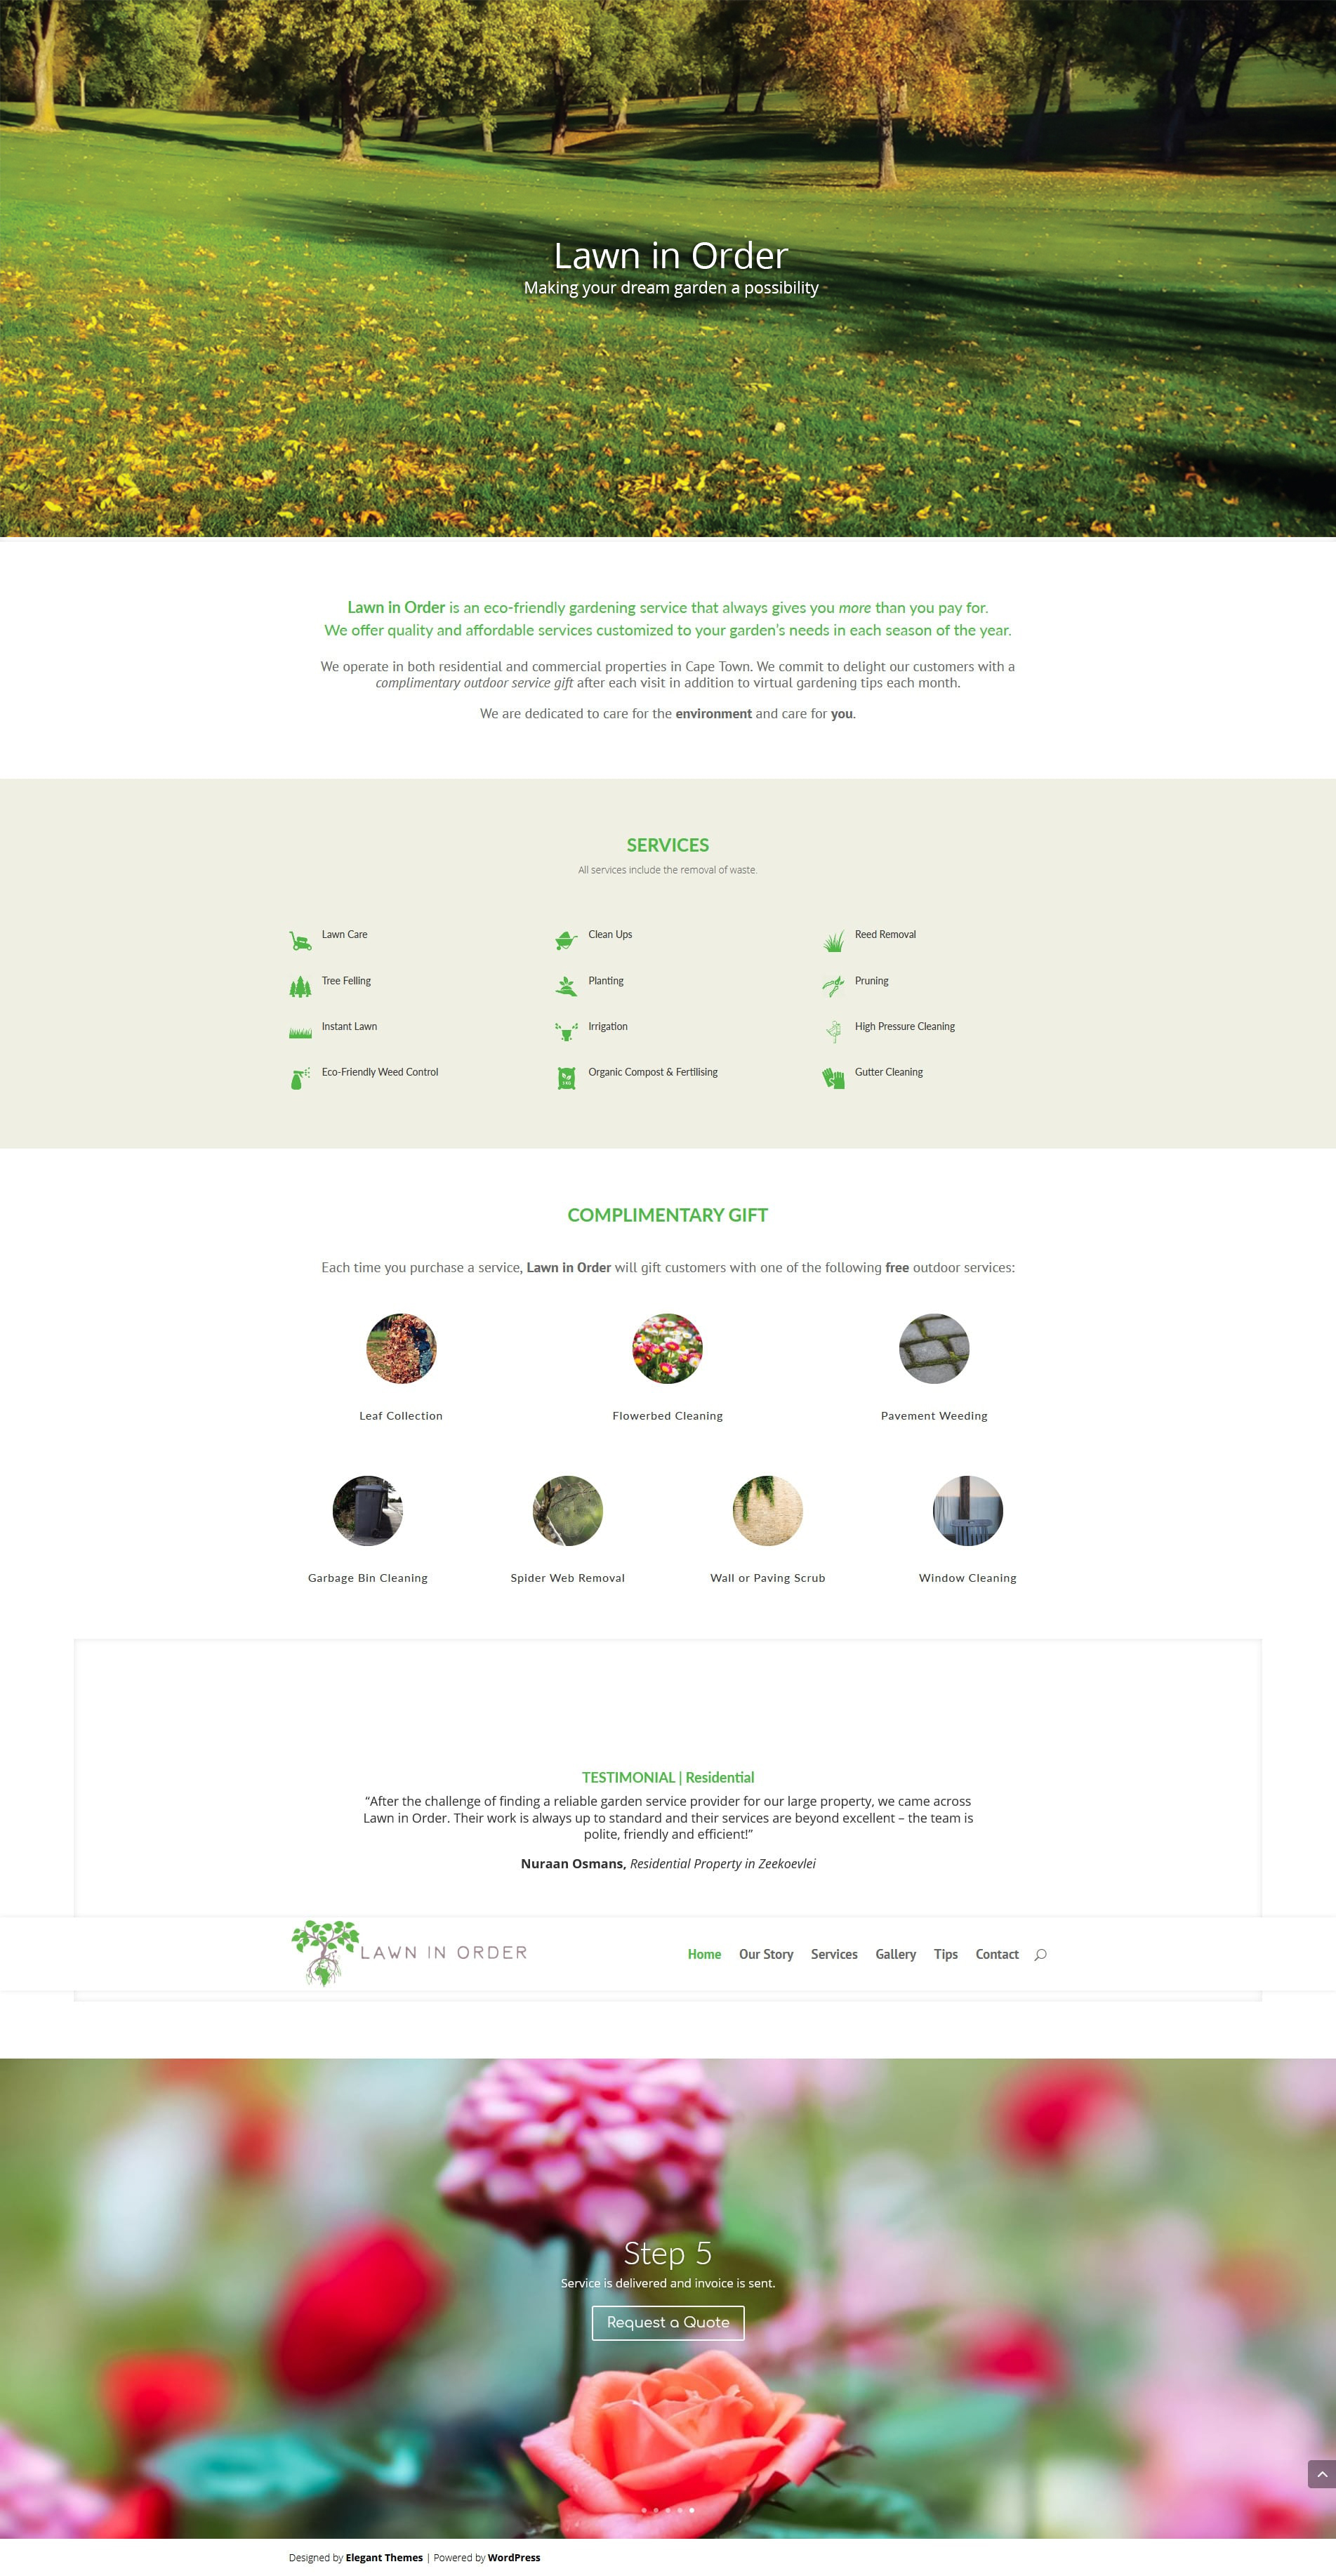 Lawn in Order
Making your dream garden a possibility
Lawn in Order is an eco-friendly gardening service that always gives you more than you pay for.
We offer quality and affordable services customized to your garden’s needs in each season of the year.
We operate in both residential and commercial properties in Cape Town. We commit to delight our customers with a
complimentary outdoor service gift after each visit in addition to virtual gardening tips each month.
We are dedicated to care for the environment and care for you.
SERVICES
All services include the removal of waste.
Lawn Care
Clean Ups
Reed Removal
Tree Felling
Planting
Pruning
Instant Lawn
Irrigation
High Pressure Cleaning
Eco-Friendly Weed Control
Organic Compost & Fertilising
Gutter Cleaning
COMPLIMENTARY GIFT
Each time you purchase a service, Lawn in Order will gift customers with one of the following free outdoor services:
Leaf Collection
Flowerbed Cleaning
Pavement Weeding
Garbage Bin Cleaning
Spider Web Removal
Wall or Paving Scrub
Window Cleaning
TESTIMONIAL | Residential
“After the challenge of finding a reliable garden service provider for our large property, we came across
Lawn in Order. Their work is always up to standard and their services are beyond excellent – the team is
polite, friendly and efficient!”
Nuraan Osmans, Residential Property in Zeekoevlei
LAWN IN ORDER
Home Our Story Services Gallery Tips Contact
Step 5
Service is delivered and invoice is sent.
Request a Quote
Designed by Elegant Themes | Powered by WordPress